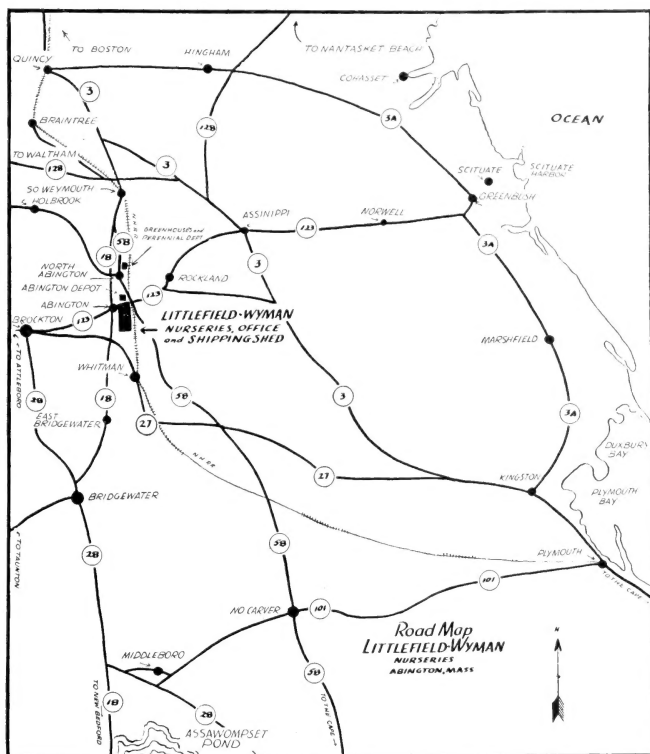 TO BOSTON
TO NANTASKET BEACH
QUINCY
HINGHAM
COHASSET
3
3A
OCEAN
BRAINTREE
128
TO WALTHAM
128
3
SCITUATE
SCITUATE HARBOR
SO WEYMOUTH
HOLBROOK
GREENBUSH
NORWELL
ASSINIPPI
123
N.H.R.R.
GREENHOUSES and
PERENNIAL DEPT.
18
58
3A
3
NORTH
ABINGTON
ROCKLAND
ABINGTON DEPOT
123
ABINGTON
LITTLEFIELD-WYMAN
NURSERIES, OFFICE
and SHIPPING SHED
BROCKTON
123
MARSHFIELD
TO ATTLEBORO
WHITMAN
28
18
58
3
3A
EAST
BRIDGEWATER
27
DUXBURY
BAY
N.H.R.R.
27
KINGSTON
PLYMOUTH
BAY
BRIDGEWATER
TO TAUNTON
28
58
PLYMOUTH
TO THE CAPE
101
NO CARVER
101
Road Map
LITTLEFIELD-WYMAN
NURSERIES
ABINGTON, MASS
N
MIDDLEBORO
TO NEW BEDFORD
18
28
58
TO THE CAPE
ASSAWOMPSET
POND